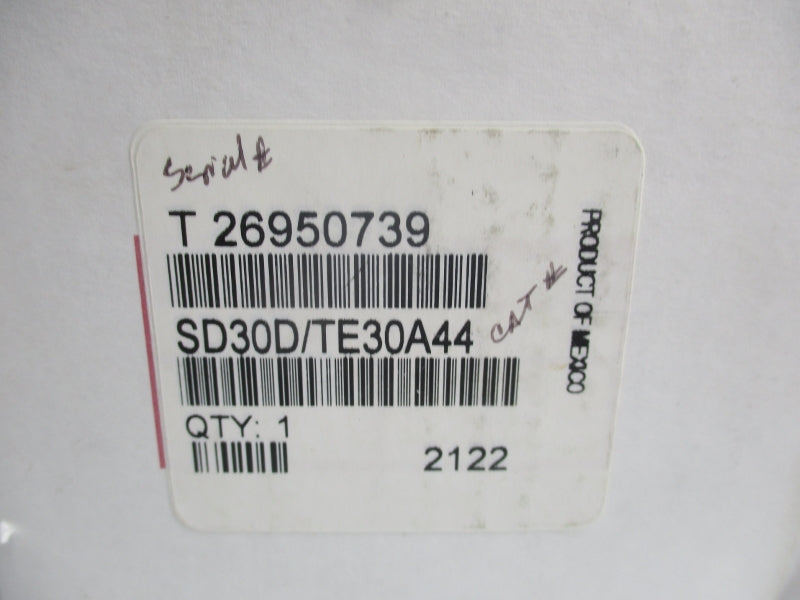 Serial #
T 26950739
PRODUCT OF MEXICO
SD30D/TE30A44
CAT #
QTY: 1
2122